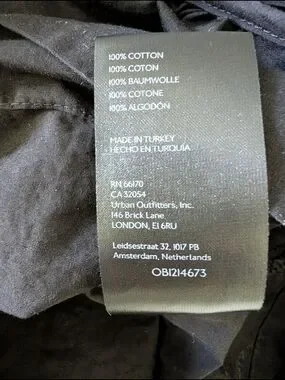 100% COTTON
100% COTON
100% BAUMWOLLE
100% COTONE
100% ALGODÓN
MADE IN TURKEY
HECHO EN TURQUÍA
RN 66170
CA 32054
Urban Outfitters, Inc.
146 Brick Lane
LONDON, E1 6RU
Leidsestraat 32, 1017 PB
Amsterdam, Netherlands
OB1214673